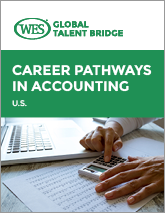 WES
GLOBAL
TALENT BRIDGE
CAREER PATHWAYS
IN ACCOUNTING
U.S.